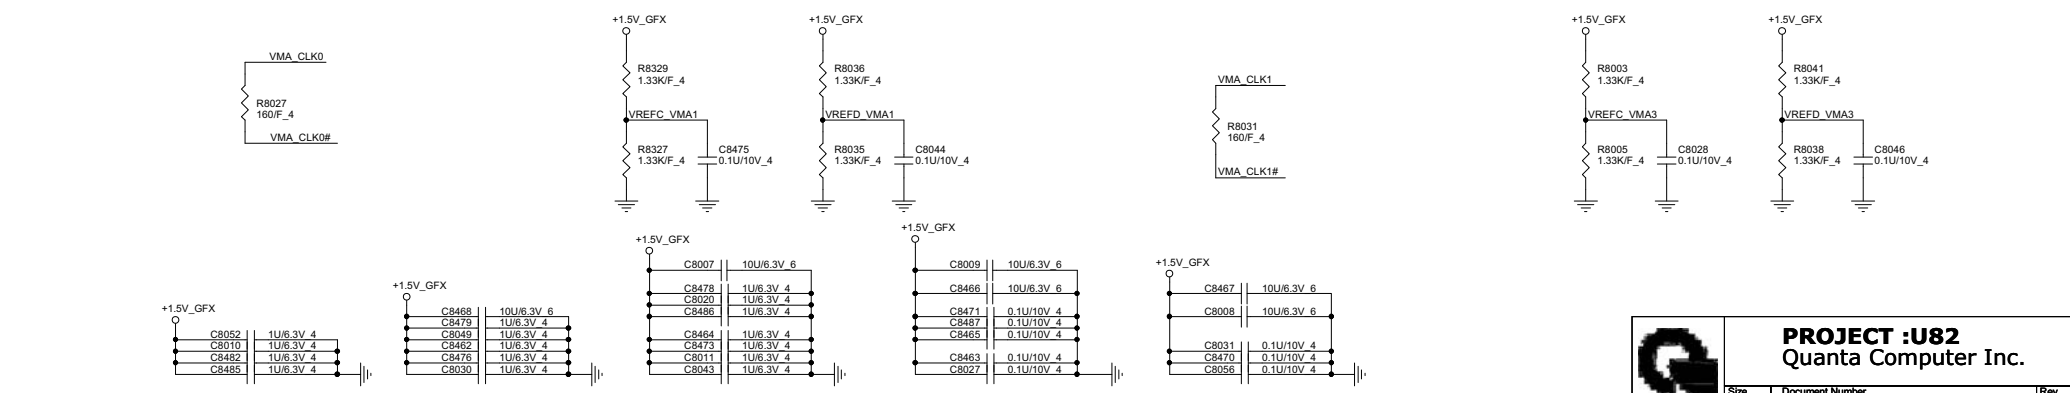 +1.5V_GFX
+1.5V_GFX
+1.5V_GFX
+1.5V_GFX
VMA_CLK0
R8027
160/F_4
VMA_CLK0#
R8329
1.33K/F_4
VREFC_VMA1
R8327
1.33K/F_4
C8475
0.1U/10V_4
R8036
1.33K/F_4
VREFD_VMA1
R8035
1.33K/F_4
C8044
0.1U/10V_4
VMA_CLK1
R8031
160/F_4
VMA_CLK1#
R8003
1.33K/F_4
VREFC_VMA3
R8005
1.33K/F_4
C8028
0.1U/10V_4
R8041
1.33K/F_4
VREFD_VMA3
R8038
1.33K/F_4
C8046
0.1U/10V_4
+1.5V_GFX
C8052 1U/6.3V_4
C8010 1U/6.3V_4
C8482 1U/6.3V_4
C8485 1U/6.3V_4
+1.5V_GFX
C8468 10U/6.3V_6
C8479 1U/6.3V_4
C8049 1U/6.3V_4
C8462 1U/6.3V_4
C8476 1U/6.3V_4
C8030 1U/6.3V_4
+1.5V_GFX
C8007 10U/6.3V_6
C8478 1U/6.3V_4
C8020 1U/6.3V_4
C8486 1U/6.3V_4
C8464 1U/6.3V_4
C8473 1U/6.3V_4
C8011 1U/6.3V_4
C8043 1U/6.3V_4
+1.5V_GFX
C8009 10U/6.3V_6
C8466 10U/6.3V_6
C8471 0.1U/10V_4
C8487 0.1U/10V_4
C8465 0.1U/10V_4
C8463 0.1U/10V_4
C8027 0.1U/10V_4
+1.5V_GFX
C8467 10U/6.3V_6
C8008 10U/6.3V_6
C8031 0.1U/10V_4
C8470 0.1U/10V_4
C8056 0.1U/10V_4
PROJECT :U82
Quanta Computer Inc.
Size Document Number Rev